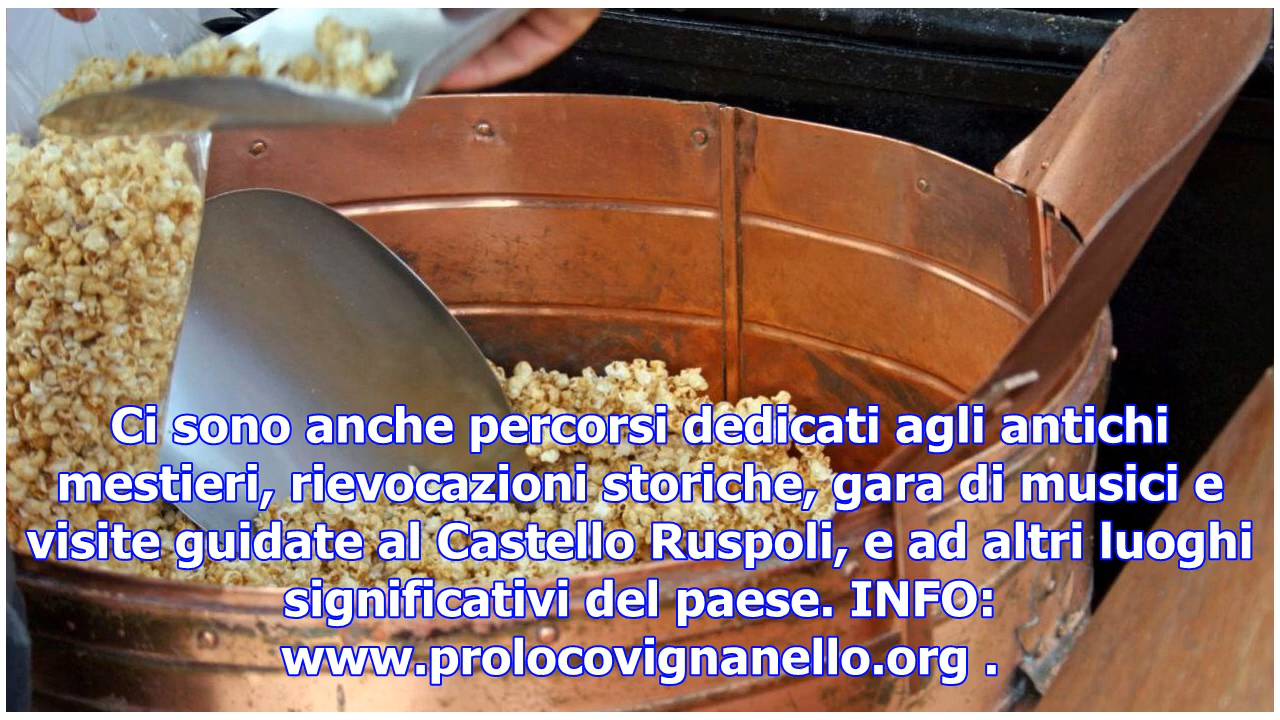 Ci sono anche percorsi dedicati agli antichi
mestieri, rievocazioni storiche, gara di musici e
visite guidate al Castello Ruspoli, e ad altri luoghi
significativi del paese. INFO:
www.prolocovignanello.org .